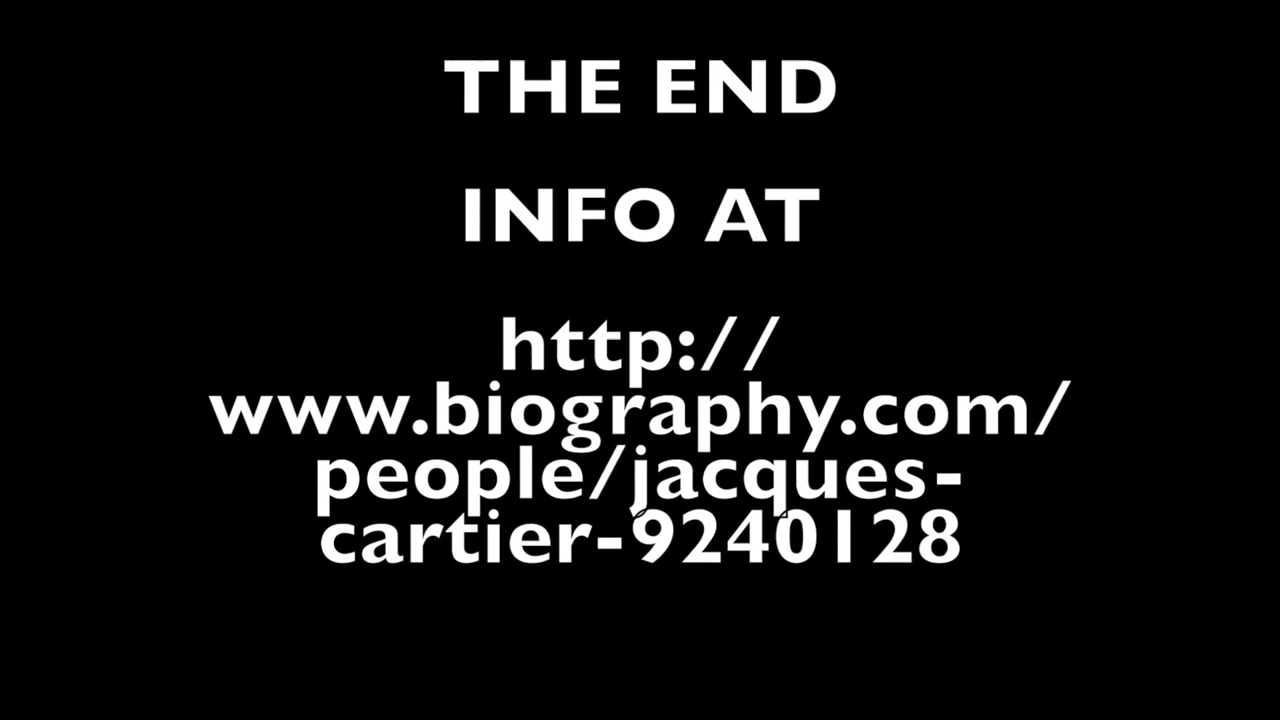 THE END
INFO AT
http://
www.biography.com/
people/jacques-
cartier-9240128